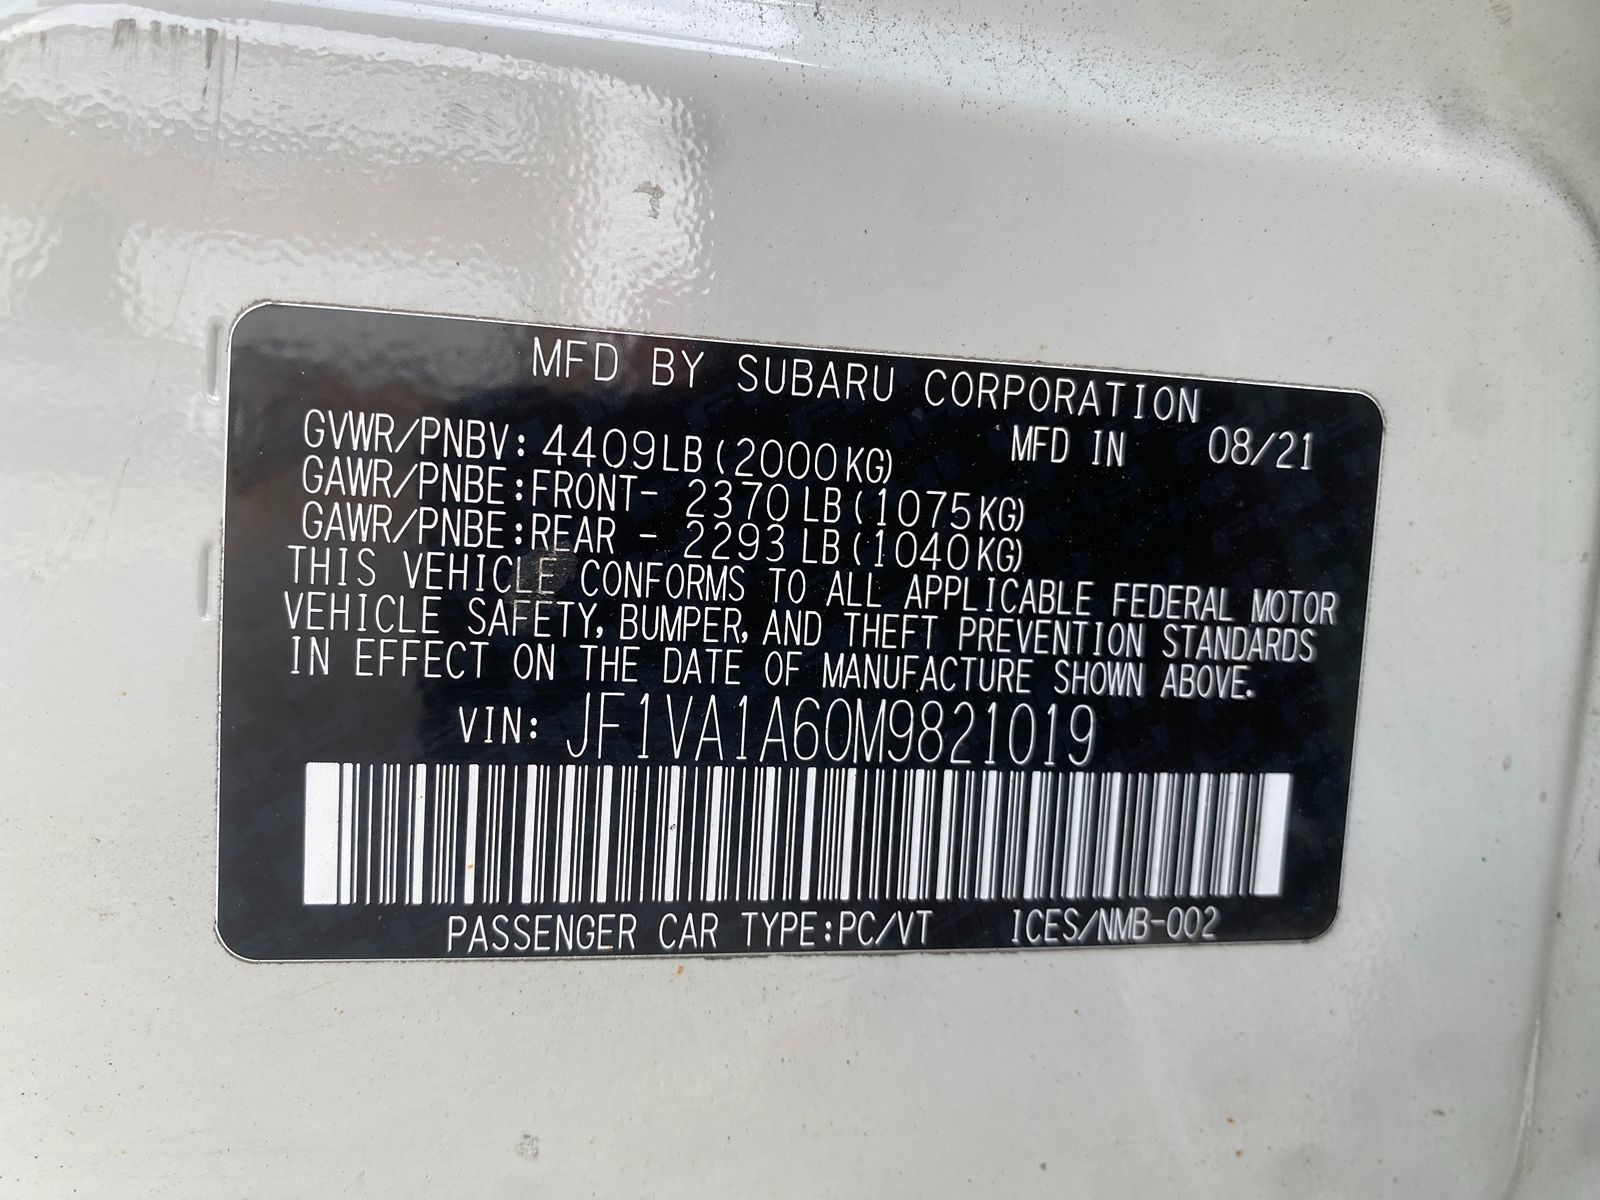 MFD BY SUBARU CORPORATION
GVWR/PNBV: 4409LB(2000KG) MFD IN 08/21
GAWR/PNBE:FRONT- 2370LB(1075KG)
GAWR/PNBE:REAR - 2293LB(1040KG)
THIS VEHICLE CONFORMS TO ALL APPLICABLE FEDERAL MOTOR
VEHICLE SAFETY, BUMPER, AND THEFT PREVENTION STANDARDS
IN EFFECT ON THE DATE OF MANUFACTURE SHOWN ABOVE.
VIN: JF1VA1A60M9821019
PASSENGER CAR TYPE:PC/VT ICES/NMB-002